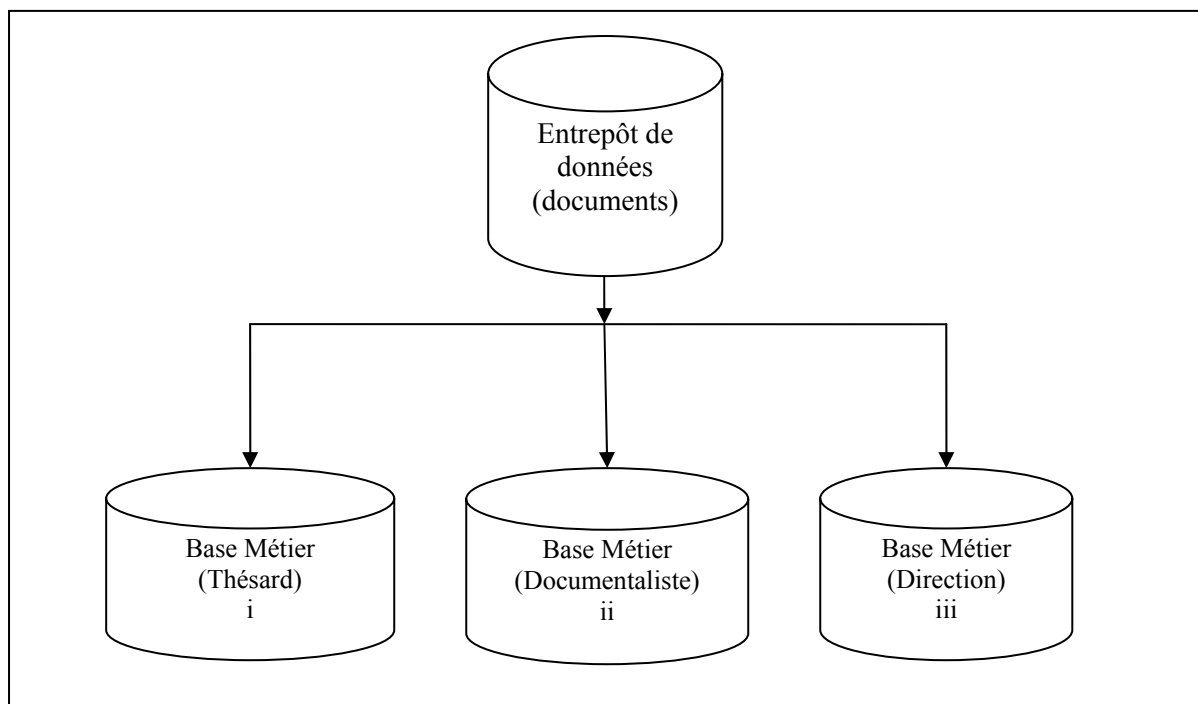 Entrepôt de
données
(documents)
Base Métier
(Thésard)
i
Base Métier
(Documentaliste)
ii
Base Métier
(Direction)
iii